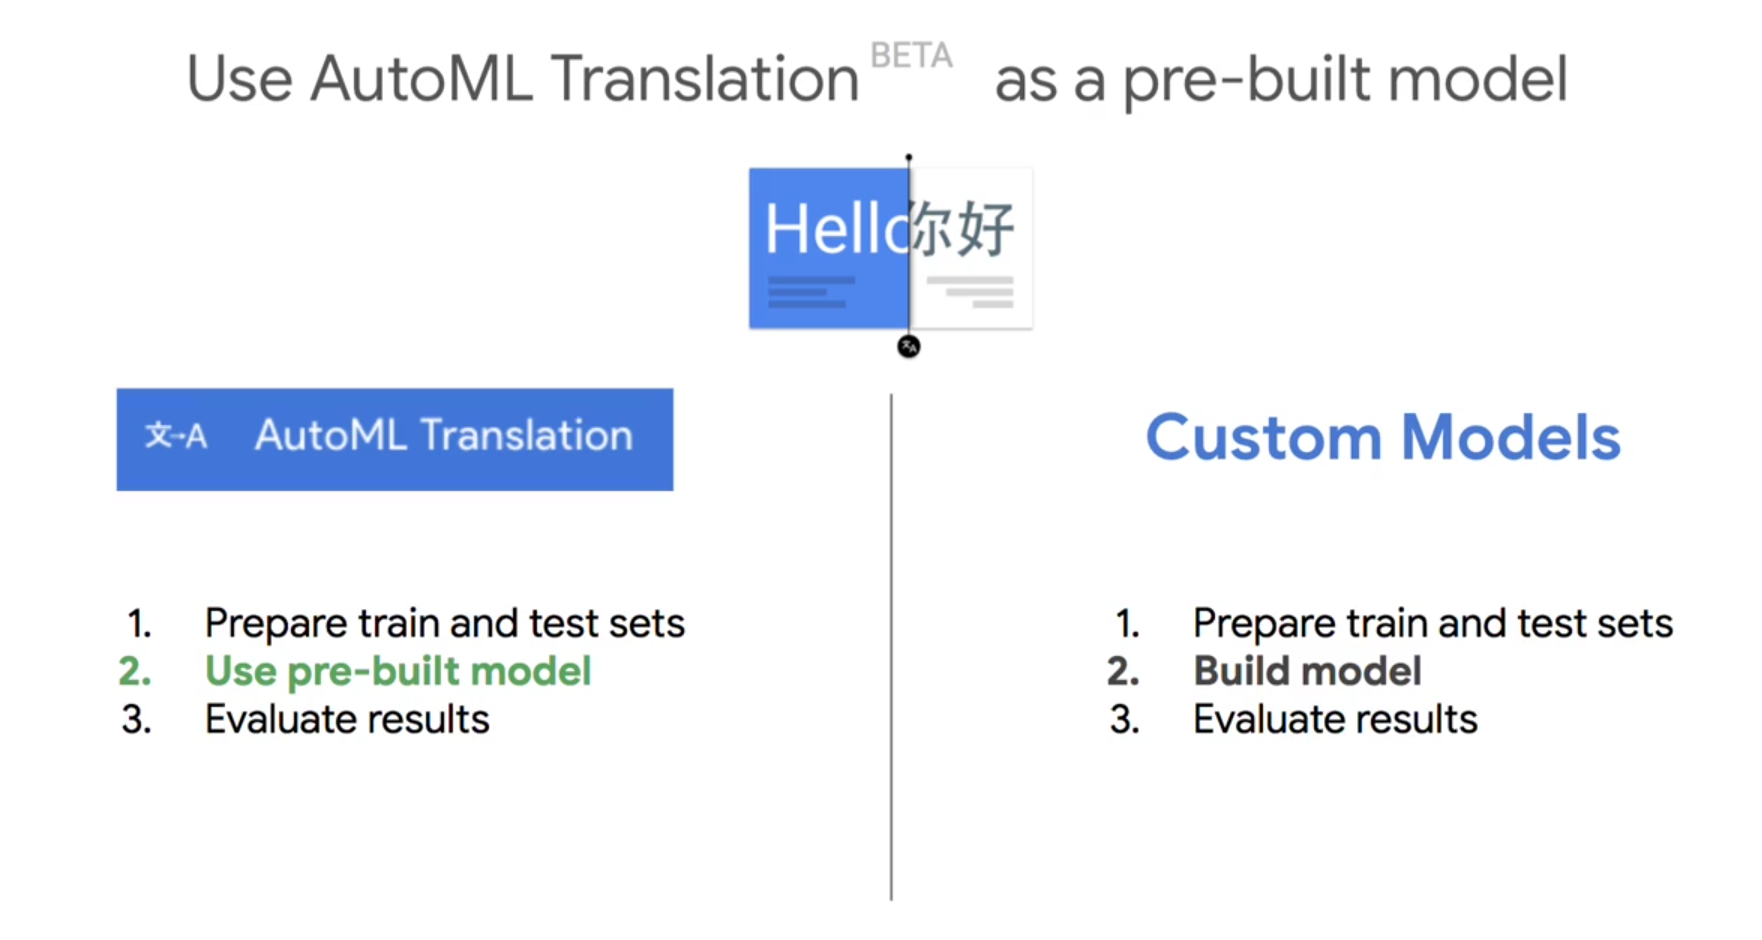 Use AutoML Translation BETA as a pre-built model
Hello你好
文→A AutoML Translation
1. Prepare train and test sets
2. Use pre-built model
3. Evaluate results
Custom Models
1. Prepare train and test sets
2. Build model
3. Evaluate results